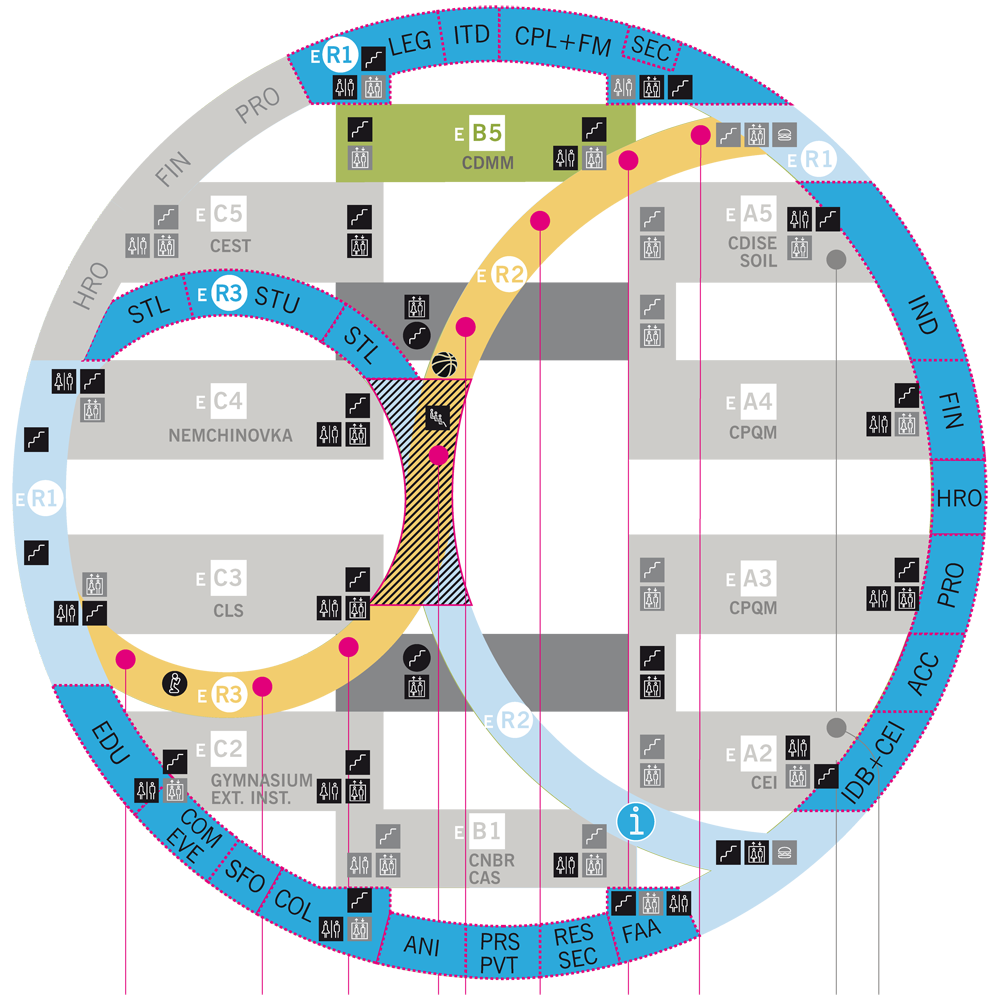 E R1
LEG
ITD
CPL+FM
SEC
PRO
E B5
CDMM
E R1
FIN
E C5
CEST
E A5
CDISE
SOIL
HRO
E R2
STL
E R3
STU
STL
IND
E C4
NEMCHINOVKA
E A4
CPQM
FIN
E R1
HRO
E C3
CLS
E A3
CPQM
PRO
E R3
ACC
E R2
EDU
E C2
GYMNASIUM
EXT. INST.
E A2
CEI
IDB+CEI
COM
EVE
E B1
CNBR
CAS
i
SFO
COL
ANI
PRS
PVT
RES
SEC
FAA